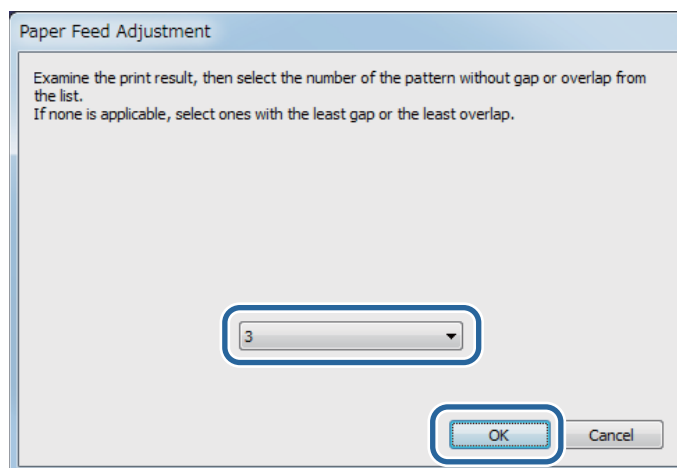 Paper Feed Adjustment
Examine the print result, then select the number of the pattern without gap or overlap from
the list.
If none is applicable, select ones with the least gap or the least overlap.
3
OK Cancel